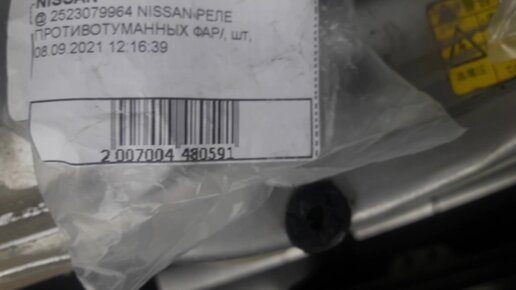 NISSAN
@ 2523079964 NISSAN РЕЛЕ
ПРОТИВОТУМАННЫХ ФАР/, шт,
08.09.2021 12:16:39
2 007004 480591